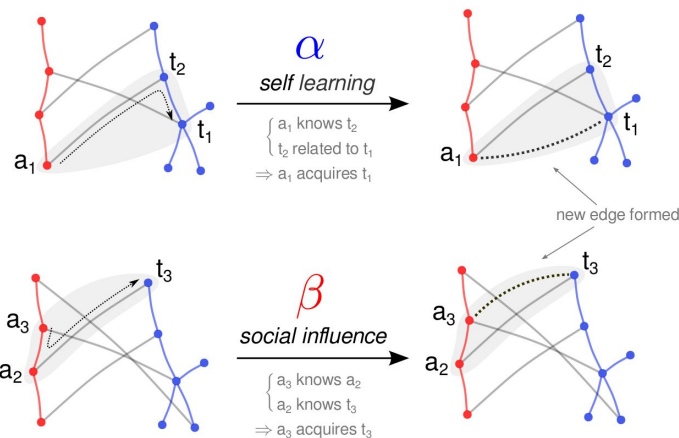 α
self learning
t₂
t₁
a₁
{ a₁ knows t₂
t₂ related to t₁
⇒ a₁ acquires t₁
t₂
t₁
a₁
new edge formed
β
social influence
t₃
a₃
a₂
{ a₃ knows a₂
a₂ knows t₃
⇒ a₃ acquires t₃
t₃
a₃
a₂